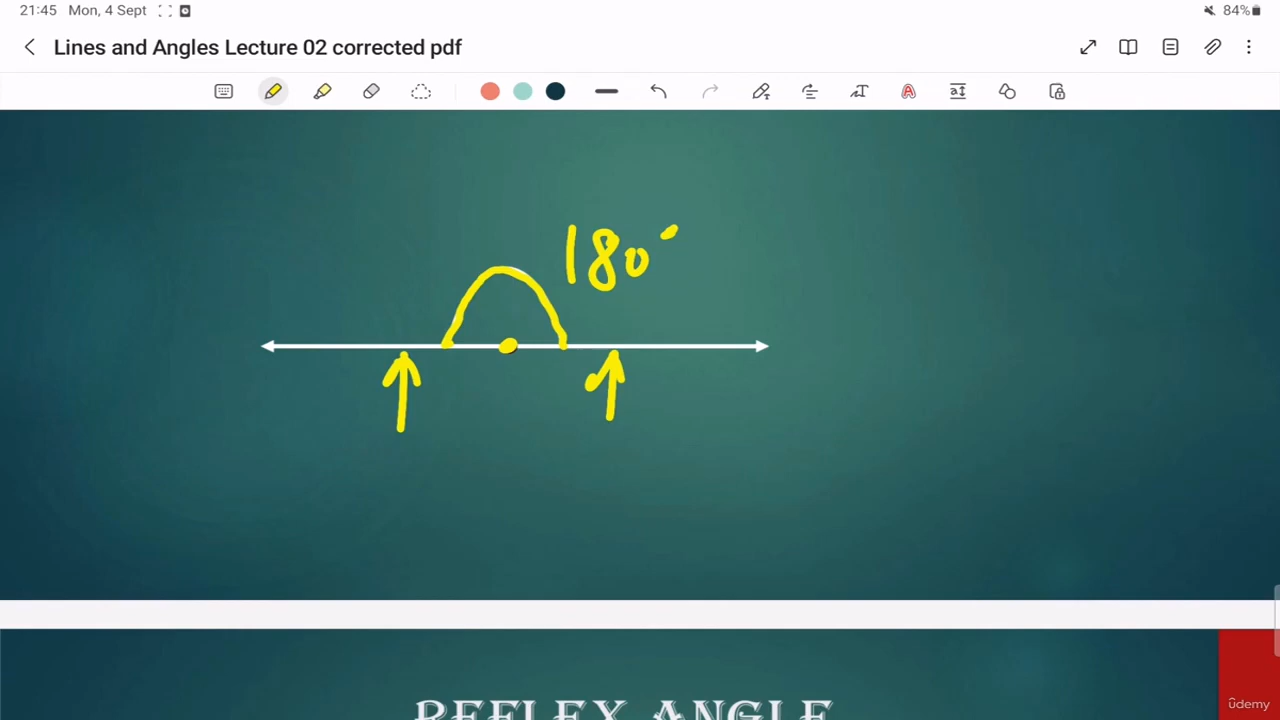 21:45 Mon, 4 Sept
84%
Lines and Angles Lecture 02 corrected pdf
180°
REFLEX ANGLE
ûdemy